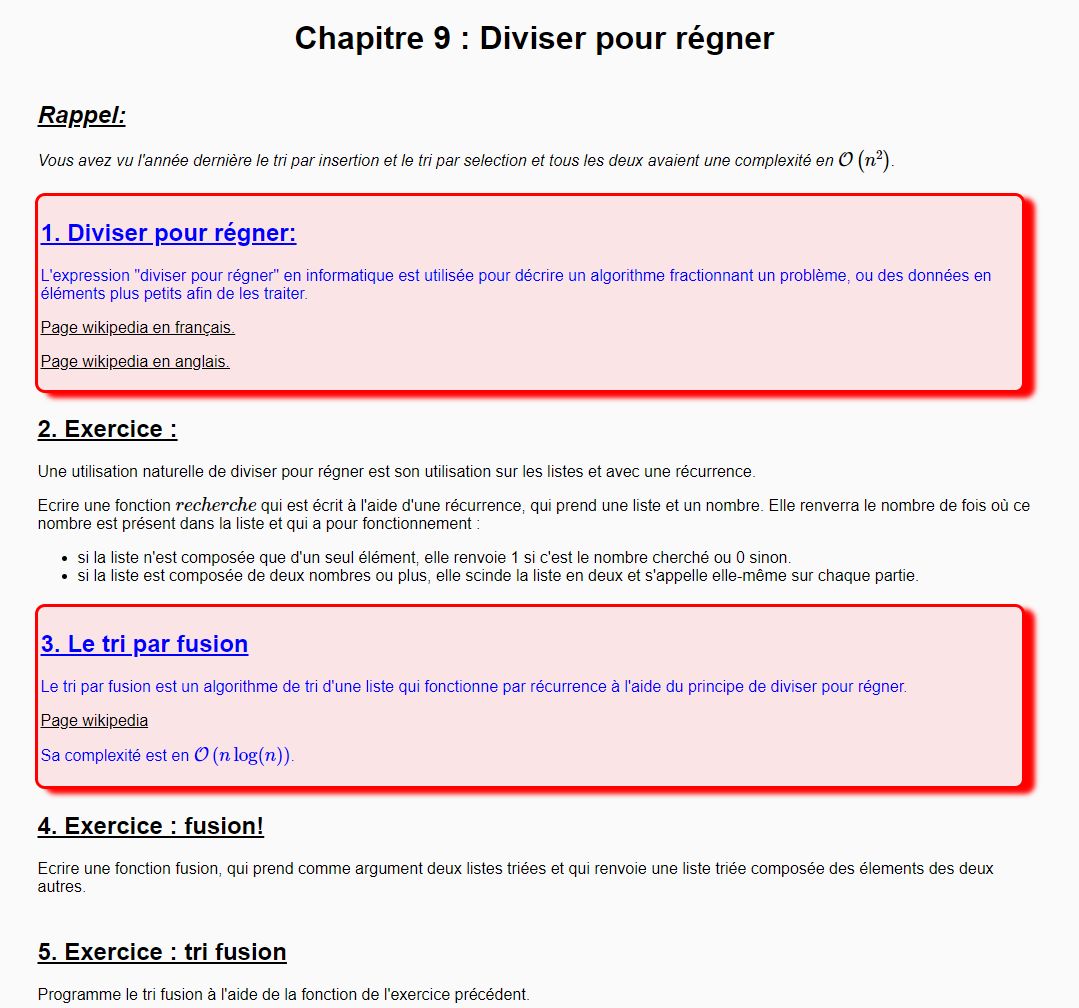 Chapitre 9 : Diviser pour régner
Rappel:
Vous avez vu l'année dernière le tri par insertion et le tri par selection et tous les deux avaient une complexité en 𝒪(n²).
1. Diviser pour régner:
L'expression "diviser pour régner" en informatique est utilisée pour décrire un algorithme fractionnant un problème, ou des données en
éléments plus petits afin de les traiter.
Page wikipedia en français.
Page wikipedia en anglais.
2. Exercice :
Une utilisation naturelle de diviser pour régner est son utilisation sur les listes et avec une récurrence.
Ecrire une fonction recherche qui est écrit à l'aide d'une récurrence, qui prend une liste et un nombre. Elle renverra le nombre de fois où ce
nombre est présent dans la liste et qui a pour fonctionnement :
• si la liste n'est composée que d'un seul élément, elle renvoie 1 si c'est le nombre cherché ou 0 sinon.
• si la liste est composée de deux nombres ou plus, elle scinde la liste en deux et s'appelle elle-même sur chaque partie.
3. Le tri par fusion
Le tri par fusion est un algorithme de tri d'une liste qui fonctionne par récurrence à l'aide du principe de diviser pour régner.
Page wikipedia
Sa complexité est en 𝒪(n log(n)).
4. Exercice : fusion!
Ecrire une fonction fusion, qui prend comme argument deux listes triées et qui renvoie une liste triée composée des élements des deux
autres.
5. Exercice : tri fusion
Programme le tri fusion à l'aide de la fonction de l'exercice précédent.